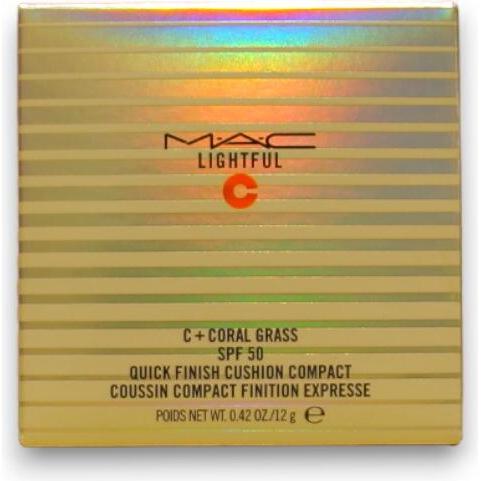 M·A·C
LIGHTFUL
C
C + CORAL GRASS
SPF 50
QUICK FINISH CUSHION COMPACT
COUSSIN COMPACT FINITION EXPRESSE
POIDS NET WT. 0.42 OZ./12 g ℮